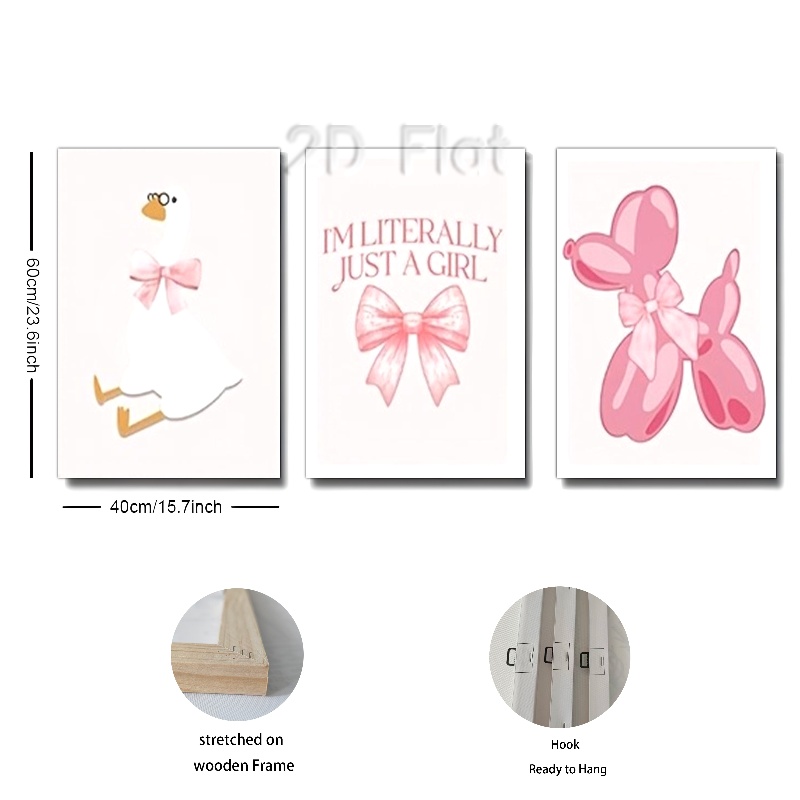 2D Flat
I'M LITERALLY
JUST A GIRL
60cm/23.6inch
40cm/15.7inch
stretched on
wooden Frame
Hook
Ready to Hang